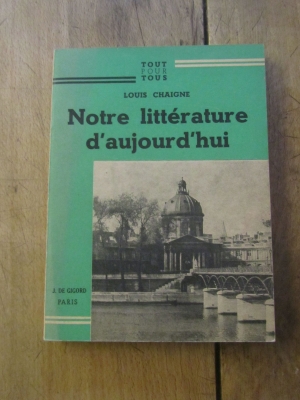 TOUT
POUR
TOUS
LOUIS CHAIGNE
Notre littérature
d'aujourd'hui
J. DE GIGORD
PARIS